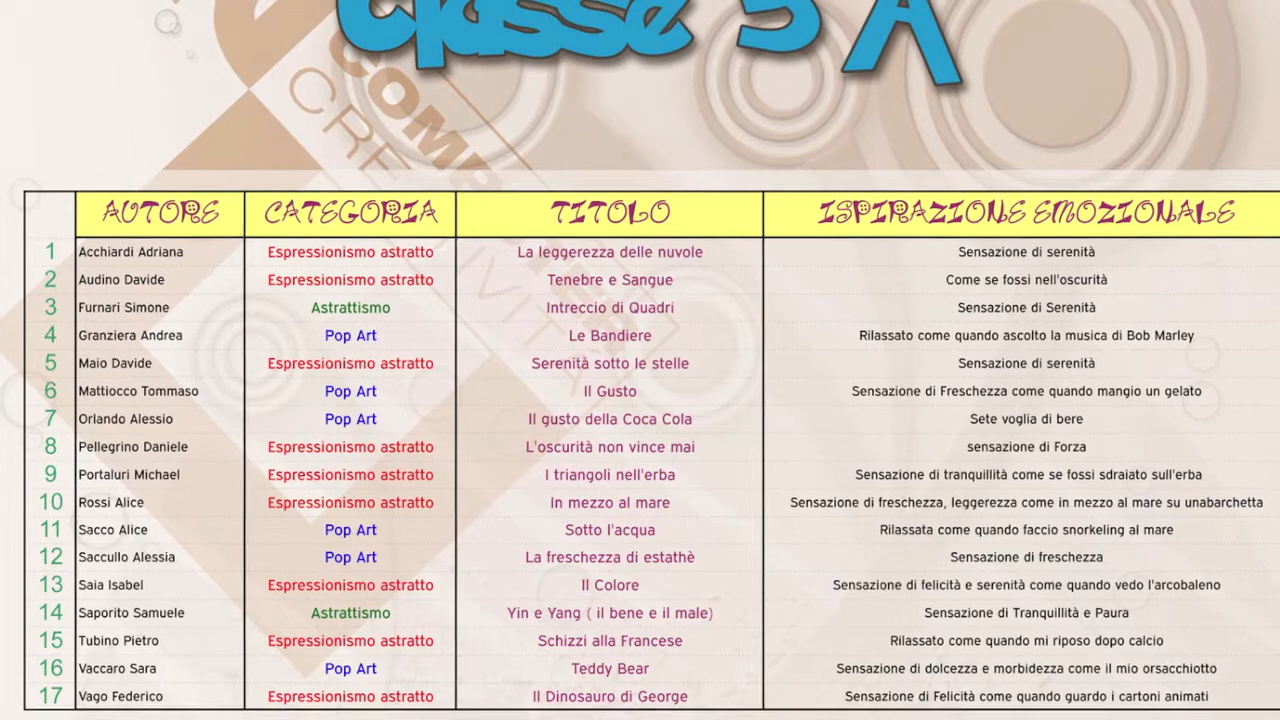 Classe 3 A
COMB
CRE
AUTORE CATEGORIA TITOLO ISPIRAZIONE EMOZIONALE
1 Acchiardi Adriana Espressionismo astratto La leggerezza delle nuvole Sensazione di serenità
2 Audino Davide Espressionismo astratto Tenebre e Sangue Come se fossi nell'oscurità
3 Furnari Simone Astrattismo Intreccio di Quadri Sensazione di Serenità
4 Granziera Andrea Pop Art Le Bandiere Rilassato come quando ascolto la musica di Bob Marley
5 Maio Davide Espressionismo astratto Serenità sotto le stelle Sensazione di serenità
6 Mattiocco Tommaso Pop Art Il Gusto Sensazione di Freschezza come quando mangio un gelato
7 Orlando Alessio Pop Art Il gusto della Coca Cola Sete voglia di bere
8 Pellegrino Daniele Espressionismo astratto L'oscurità non vince mai sensazione di Forza
9 Portaluri Michael Espressionismo astratto I triangoli nell'erba Sensazione di tranquillità come se fossi sdraiato sull'erba
10 Rossi Alice Espressionismo astratto In mezzo al mare Sensazione di freschezza, leggerezza come in mezzo al mare su unabarchetta
11 Sacco Alice Pop Art Sotto l'acqua Rilassata come quando faccio snorkeling al mare
12 Saccullo Alessia Pop Art La freschezza di estathè Sensazione di freschezza
13 Saia Isabel Espressionismo astratto Il Colore Sensazione di felicità e serenità come quando vedo l'arcobaleno
14 Saporito Samuele Astrattismo Yin e Yang ( il bene e il male) Sensazione di Tranquillità e Paura
15 Tubino Pietro Espressionismo astratto Schizzi alla Francese Rilassato come quando mi riposo dopo calcio
16 Vaccaro Sara Pop Art Teddy Bear Sensazione di dolcezza e morbidezza come il mio orsacchiotto
17 Vago Federico Espressionismo astratto Il Dinosauro di George Sensazione di Felicità come quando guardo i cartoni animati